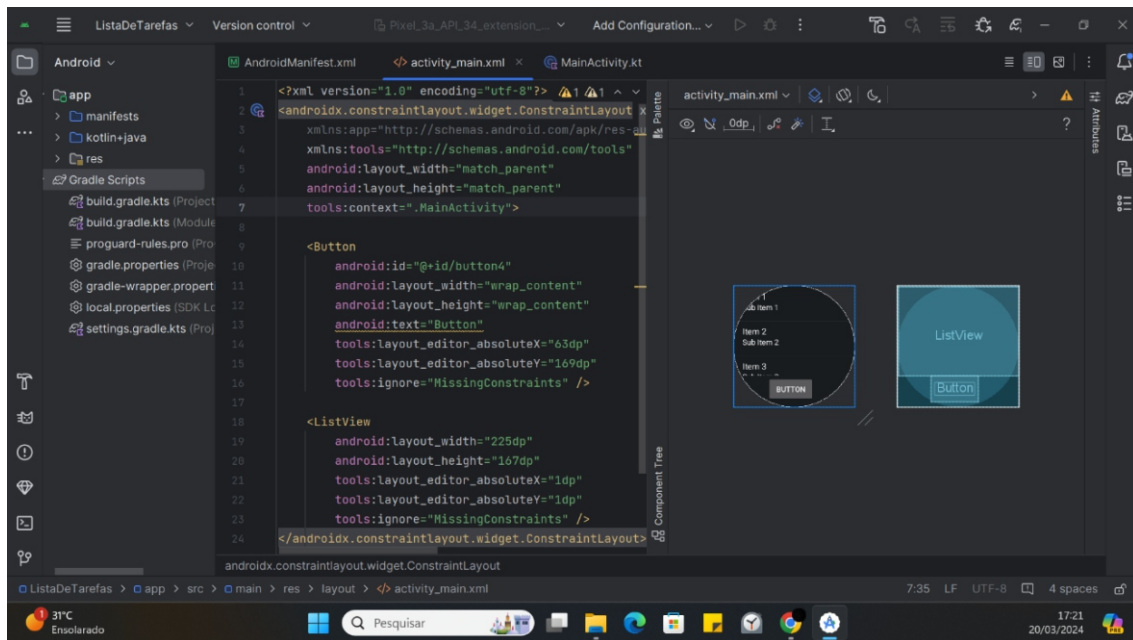 ListaDeTarefas Version control Pixel_3a_API_34_extension_... Add Configuration...
Android AndroidManifest.xml activity_main.xml MainActivity.kt
app
manifests
kotlin+java
res
Gradle Scripts
build.gradle.kts (Project
build.gradle.kts (Module
proguard-rules.pro (Pro
gradle.properties (Proje
gradle-wrapper.propert
local.properties (SDK Lo
settings.gradle.kts (Proj
1 <?xml version="1.0" encoding="utf-8"?> 1 1
2 <androidx.constraintlayout.widget.ConstraintLayout x
3 xmlns:app="http://schemas.android.com/apk/res-au
4 xmlns:tools="http://schemas.android.com/tools"
5 android:layout_width="match_parent"
6 android:layout_height="match_parent"
7 tools:context=".MainActivity">
8
9 <Button
10 android:id="@+id/button4"
11 android:layout_width="wrap_content"
12 android:layout_height="wrap_content"
13 android:text="Button"
14 tools:layout_editor_absoluteX="63dp"
15 tools:layout_editor_absoluteY="169dp"
16 tools:ignore="MissingConstraints" />
17
18 <ListView
19 android:layout_width="225dp"
20 android:layout_height="167dp"
21 tools:layout_editor_absoluteX="1dp"
22 tools:layout_editor_absoluteY="1dp"
23 tools:ignore="MissingConstraints" />
24 </androidx.constraintlayout.widget.ConstraintLayout>
androidx.constraintlayout.widget.ConstraintLayout
Palette
Component Tree
activity_main.xml
0dp
?
Attributes
1
Sub Item 1
Item 2
Sub Item 2
Item 3
BUTTON
ListView
Button
ListaDeTarefas > app > src > main > res > layout > activity_main.xml 7:35 LF UTF-8 4 spaces
1
31°C
Ensolarado
Pesquisar
17:21
20/03/2024
PRE